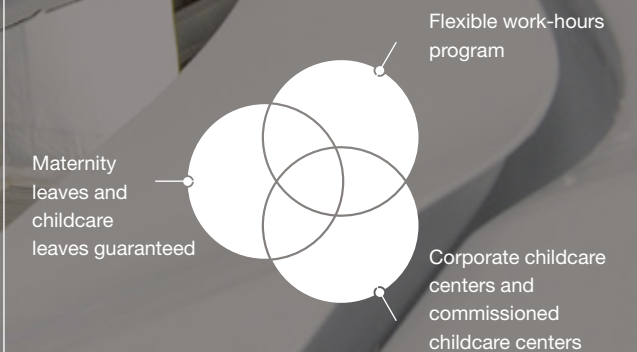 Flexible work-hours
program
Maternity
leaves and
childcare
leaves guaranteed
Corporate childcare
centers and
commissioned
childcare centers